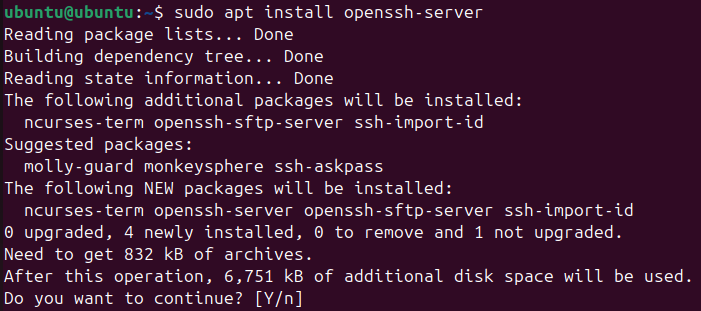 ubuntu@ubuntu:~$ sudo apt install openssh-server
Reading package lists... Done
Building dependency tree... Done
Reading state information... Done
The following additional packages will be installed:
  ncurses-term openssh-sftp-server ssh-import-id
Suggested packages:
  molly-guard monkeysphere ssh-askpass
The following NEW packages will be installed:
  ncurses-term openssh-server openssh-sftp-server ssh-import-id
0 upgraded, 4 newly installed, 0 to remove and 1 not upgraded.
Need to get 832 kB of archives.
After this operation, 6,751 kB of additional disk space will be used.
Do you want to continue? [Y/n]